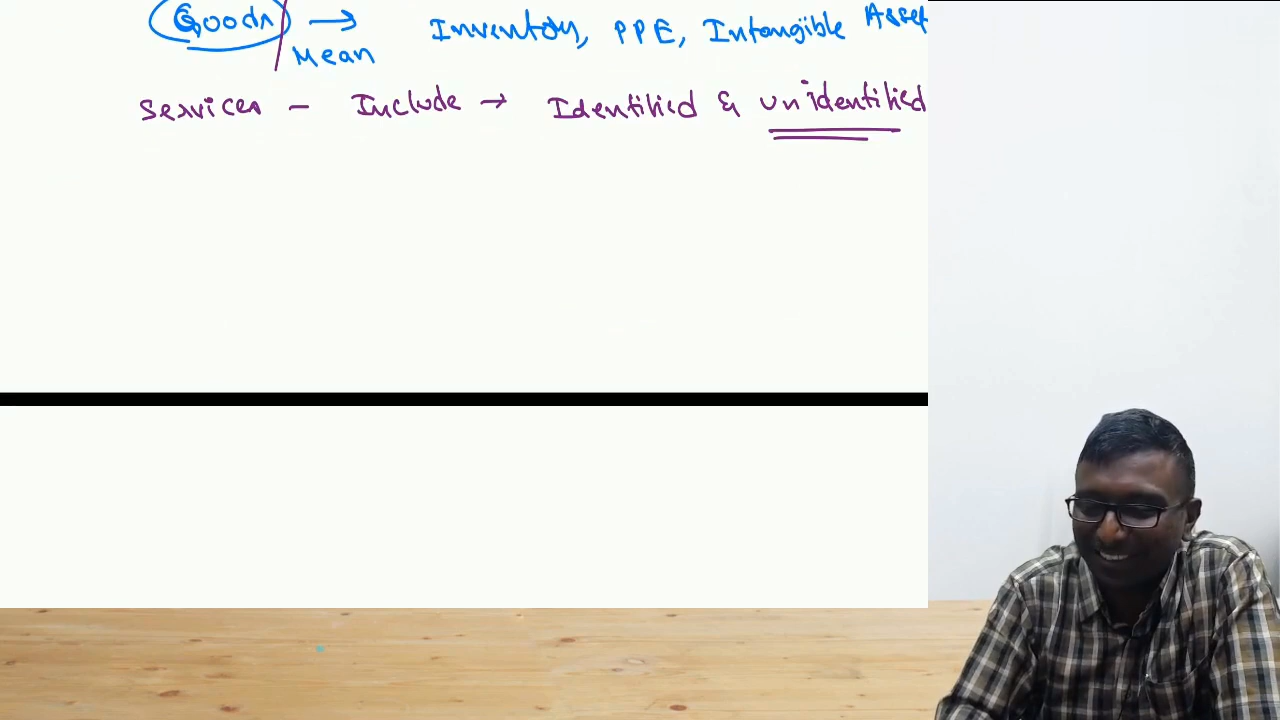 Goods → Inventory, PPE, Intangible Asset
Mean
Services - Include → Identified & unidentified